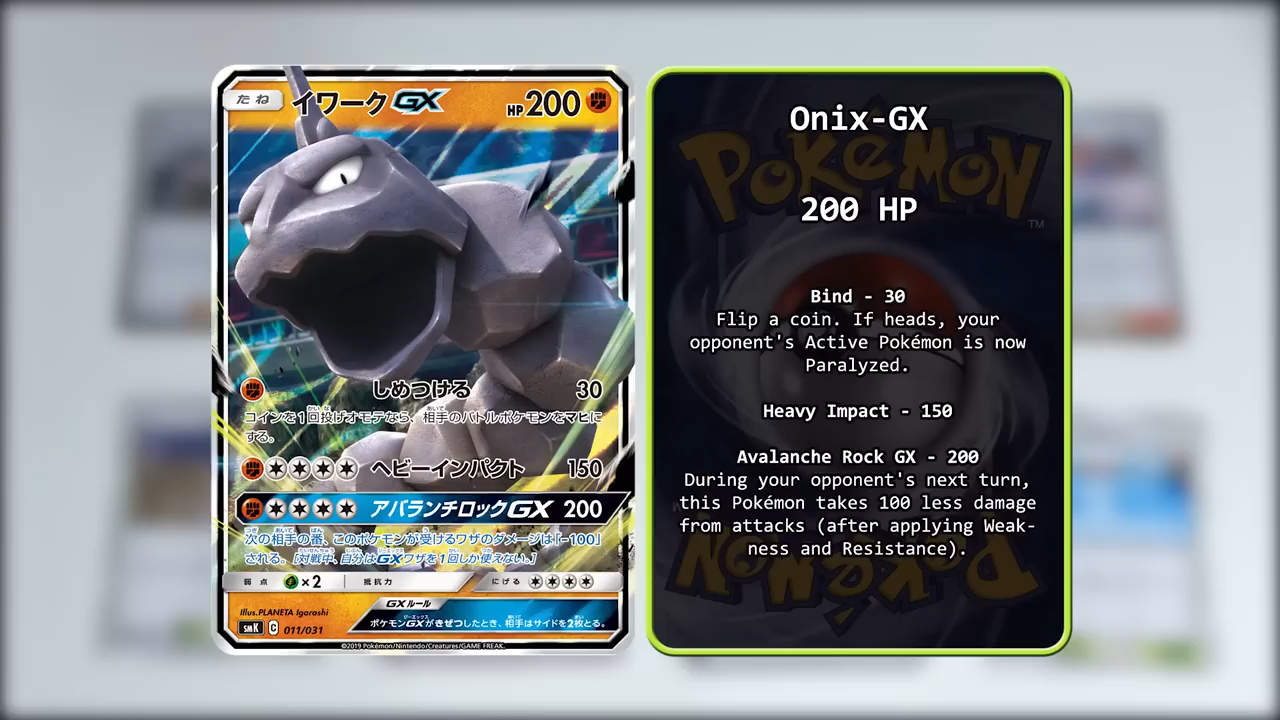 たね イワークGX HP200
しめつける 30
コインを1回投げオモテなら、相手のバトルポケモンをマヒに
する。
ヘビーインパクト 150
アバランチロックGX 200
次の相手の番、このポケモンが受けるワザのダメージは「-100」
される。[対戦中、自分はGXワザを1回しか使えない。]
弱点 ×2 抵抗力 にげる
Illus.PLANETA Igarashi
GXルール
ポケモンGXがきぜつしたとき、相手はサイドを2枚とる。
SMK C 011/031
©2019 Pokémon/Nintendo/Creatures/GAME FREAK.
Onix-GX
POKéMON
200 HP
TM
Bind - 30
Flip a coin. If heads, your
opponent's Active Pokémon is now
Paralyzed.
Heavy Impact - 150
Avalanche Rock GX - 200
During your opponent's next turn,
this Pokémon takes 100 less damage
from attacks (after applying Weak-
ness and Resistance).
POKéMON